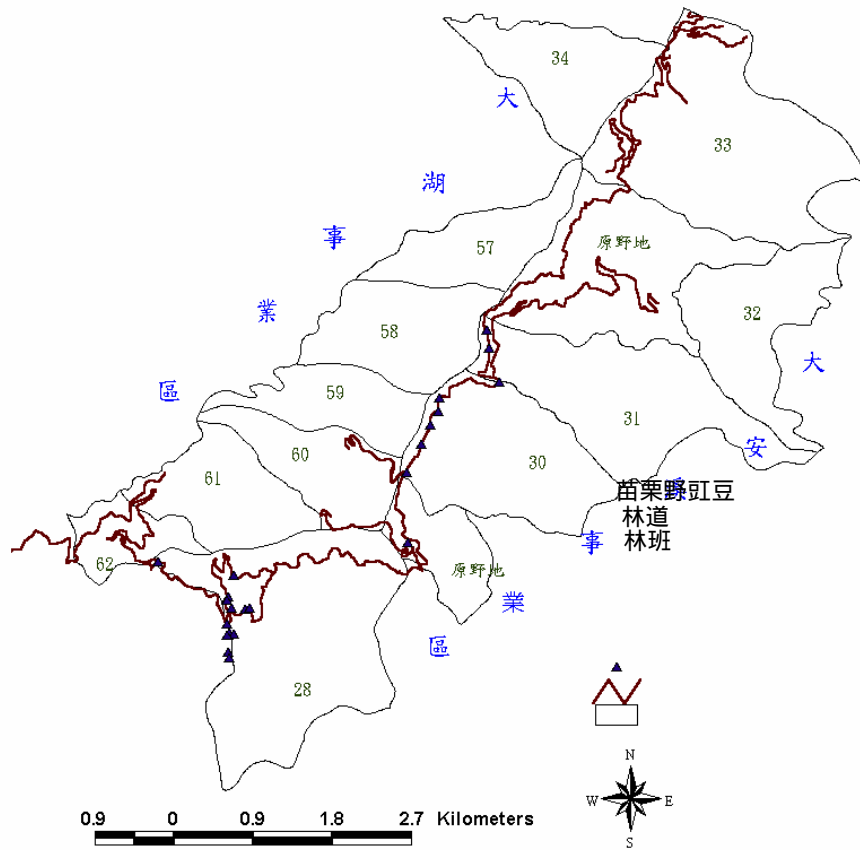 34
大
33
湖
事
57
原野地
業
58
32
大
區
59
31
安
60
30
61
溪
苗栗野豇豆
林道
林班
事
62
原野地
業
區
28
N
W E
S
0.9 0 0.9 1.8 2.7 Kilometers